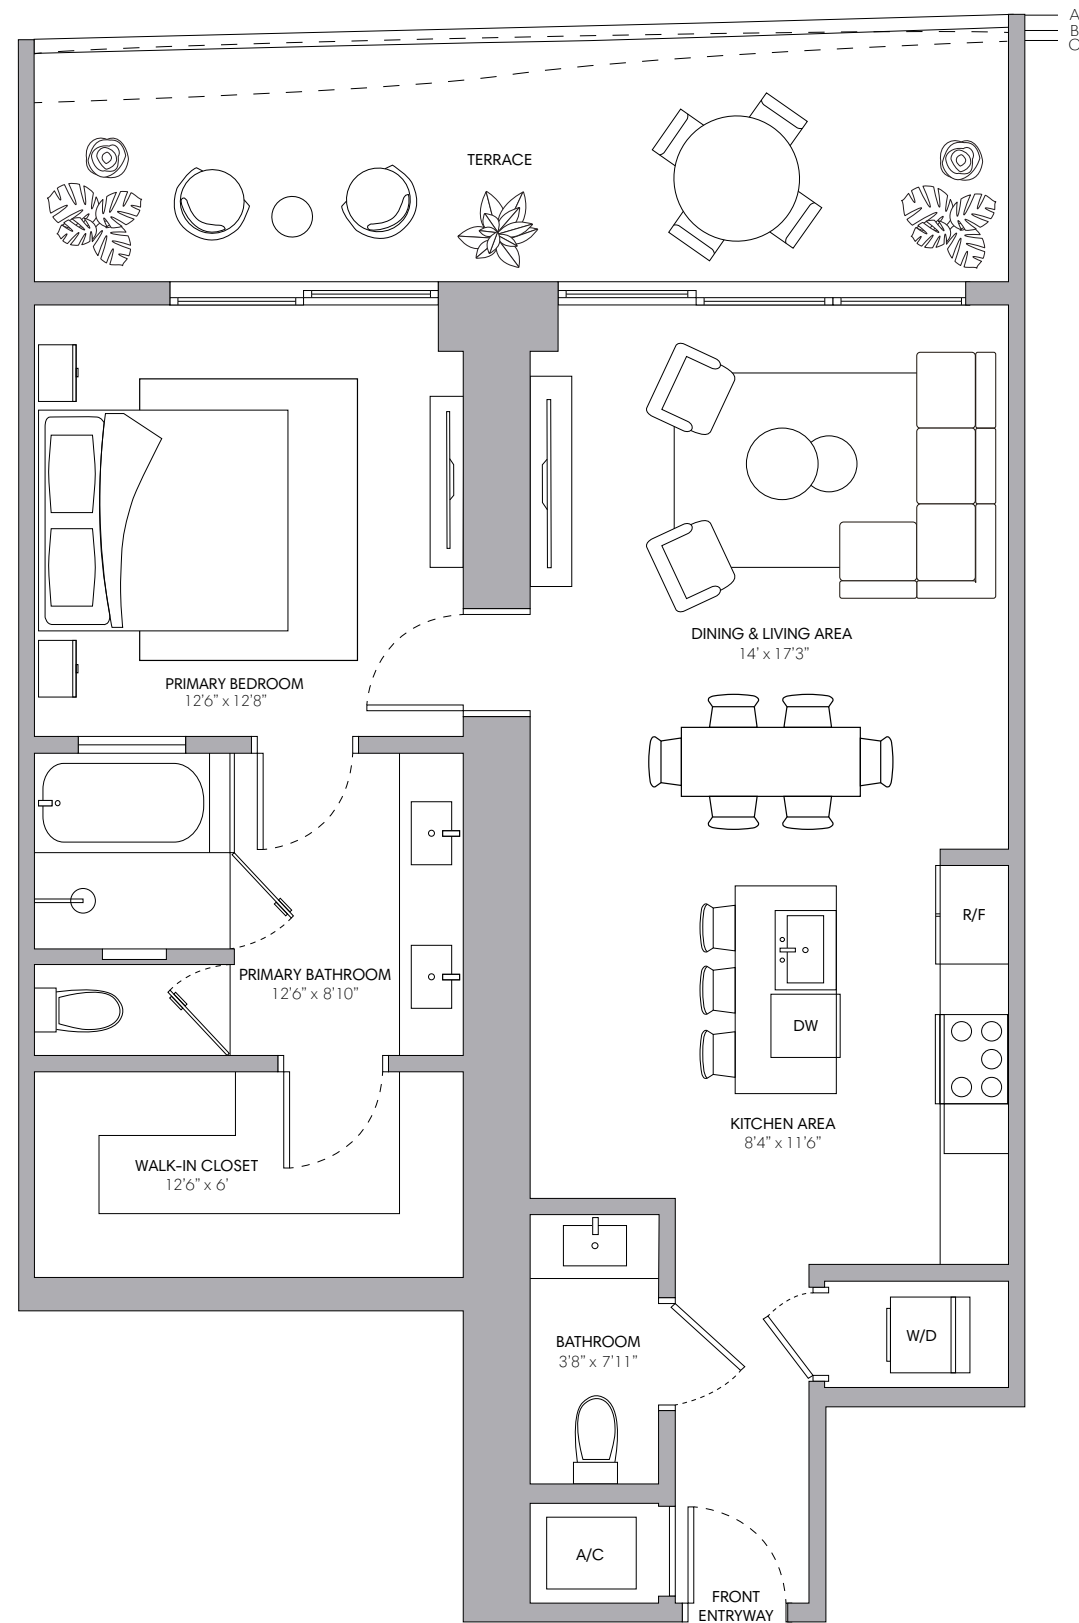 A
B
C
TERRACE
DINING & LIVING AREA
14' x 17'3"
PRIMARY BEDROOM
12'6" x 12'8"
R/F
PRIMARY BATHROOM
12'6" x 8'10"
DW
KITCHEN AREA
8'4" x 11'6"
WALK-IN CLOSET
12'6" x 6'
BATHROOM
3'8" x 7'11"
W/D
A/C
FRONT
ENTRYWAY